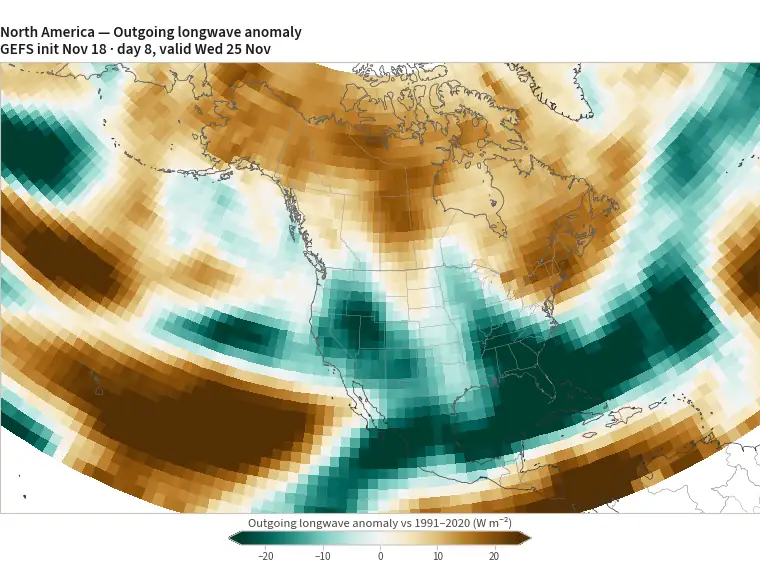 North America — Outgoing longwave anomaly
GEFS init Nov 18 · day 8, valid Wed 25 Nov
Outgoing longwave anomaly vs 1991–2020 (W m⁻²)
−20 −10 0 10 20